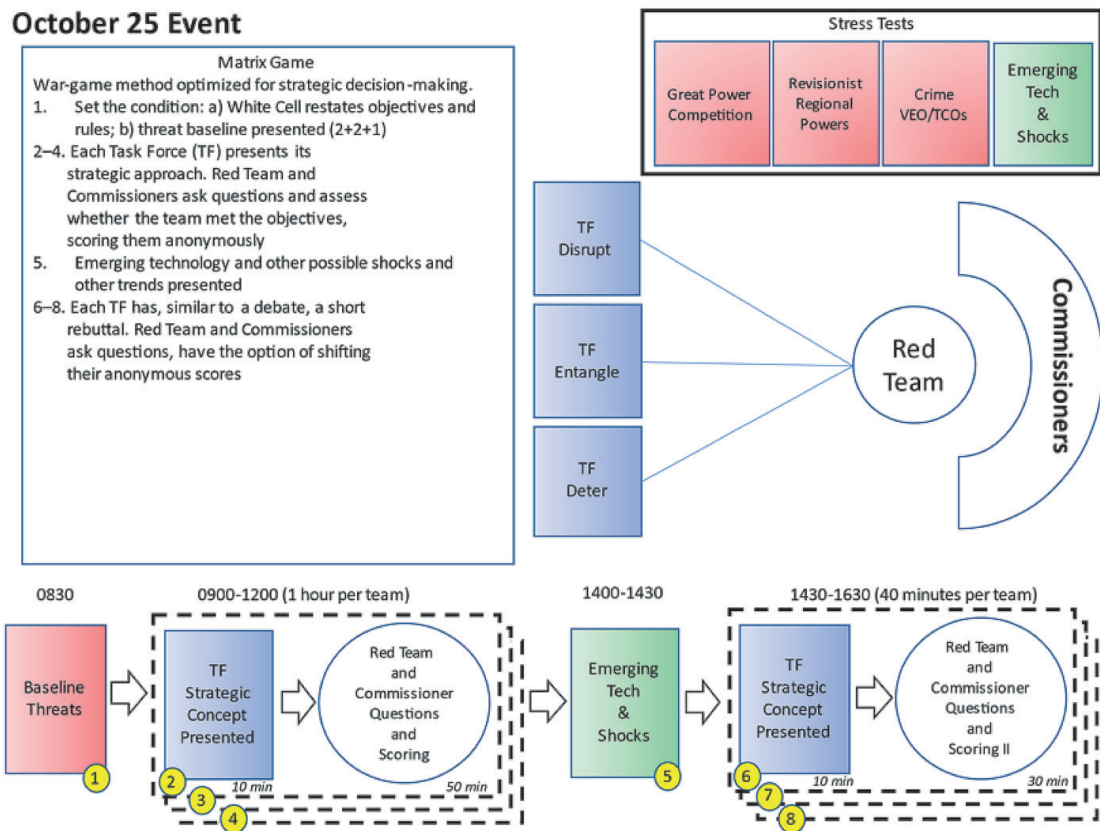 October 25 Event
Matrix Game
War-game method optimized for strategic decision-making.
1. Set the condition: a) White Cell restates objectives and
rules; b) threat baseline presented (2+2+1)
2–4. Each Task Force (TF) presents its
strategic approach. Red Team and
Commissioners ask questions and assess
whether the team met the objectives,
scoring them anonymously
5. Emerging technology and other possible shocks and
other trends presented
6–8. Each TF has, similar to a debate, a short
rebuttal. Red Team and Commissioners
ask questions, have the option of shifting
their anonymous scores
Stress Tests
Great Power
Competition
Revisionist
Regional
Powers
Crime
VEO/TCOs
Emerging
Tech
&
Shocks
TF
Disrupt
TF
Entangle
TF
Deter
Red
Team
Commissioners
0830
Baseline
Threats
1
0900-1200 (1 hour per team)
TF
Strategic
Concept
Presented
10 min
Red Team
and
Commissioner
Questions
and
Scoring
50 min
2
3
4
1400-1430
Emerging
Tech
&
Shocks
5
1430-1630 (40 minutes per team)
TF
Strategic
Concept
Presented
10 min
Red Team
and
Commissioner
Questions
and
Scoring II
30 min
6
7
8